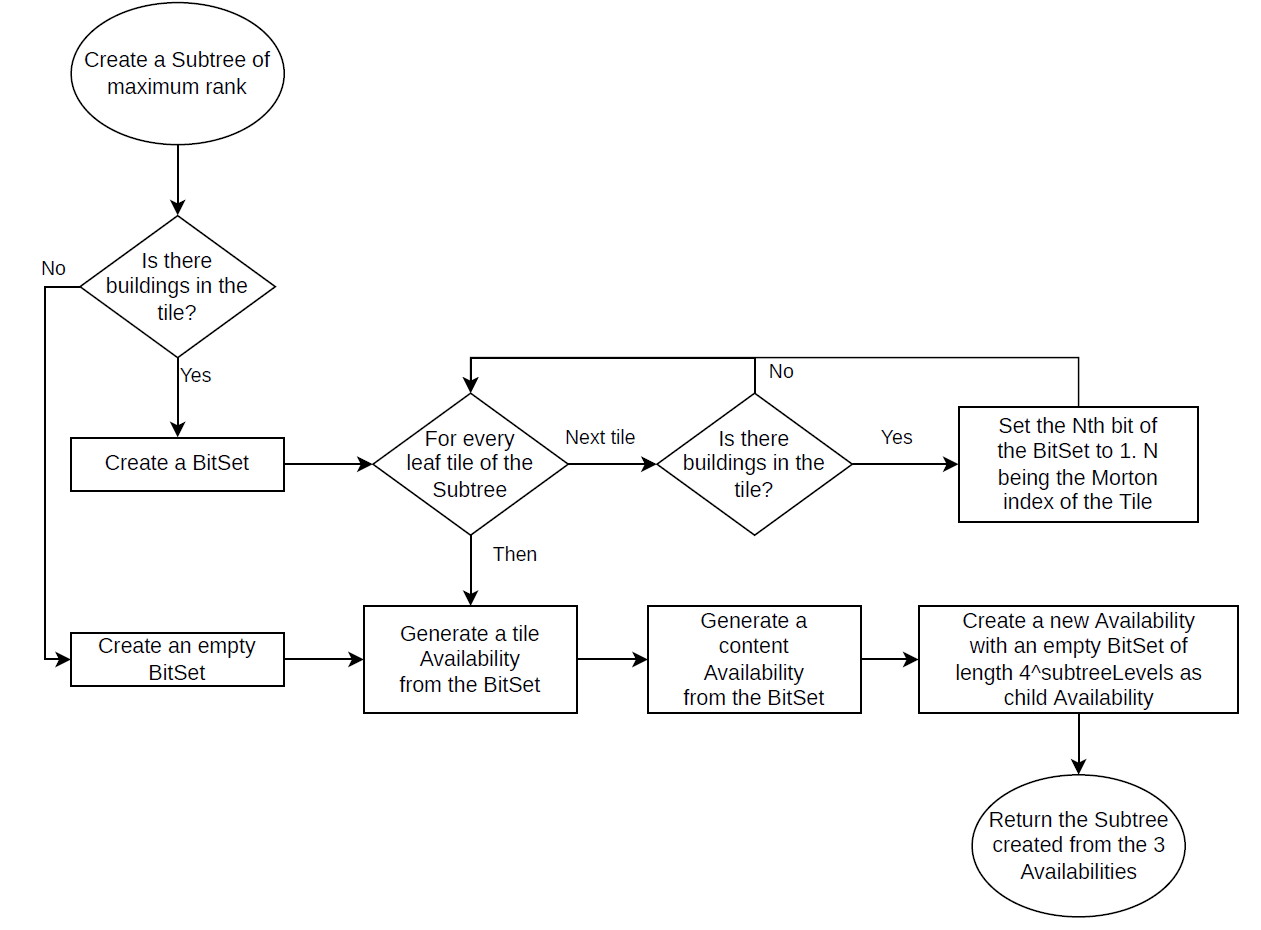 Create a Subtree of
maximum rank
Is there
buildings in the
tile?
No
Yes
Create a BitSet
For every
leaf tile of the
Subtree
Next tile
Is there
buildings in the
tile?
No
Yes
Set the Nth bit of
the BitSet to 1. N
being the Morton
index of the Tile
Then
Create an empty
BitSet
Generate a tile
Availability
from the BitSet
Generate a
content
Availability
from the BitSet
Create a new Availability
with an empty BitSet of
length 4^subtreeLevels as
child Availability
Return the Subtree
created from the 3
Availabilities